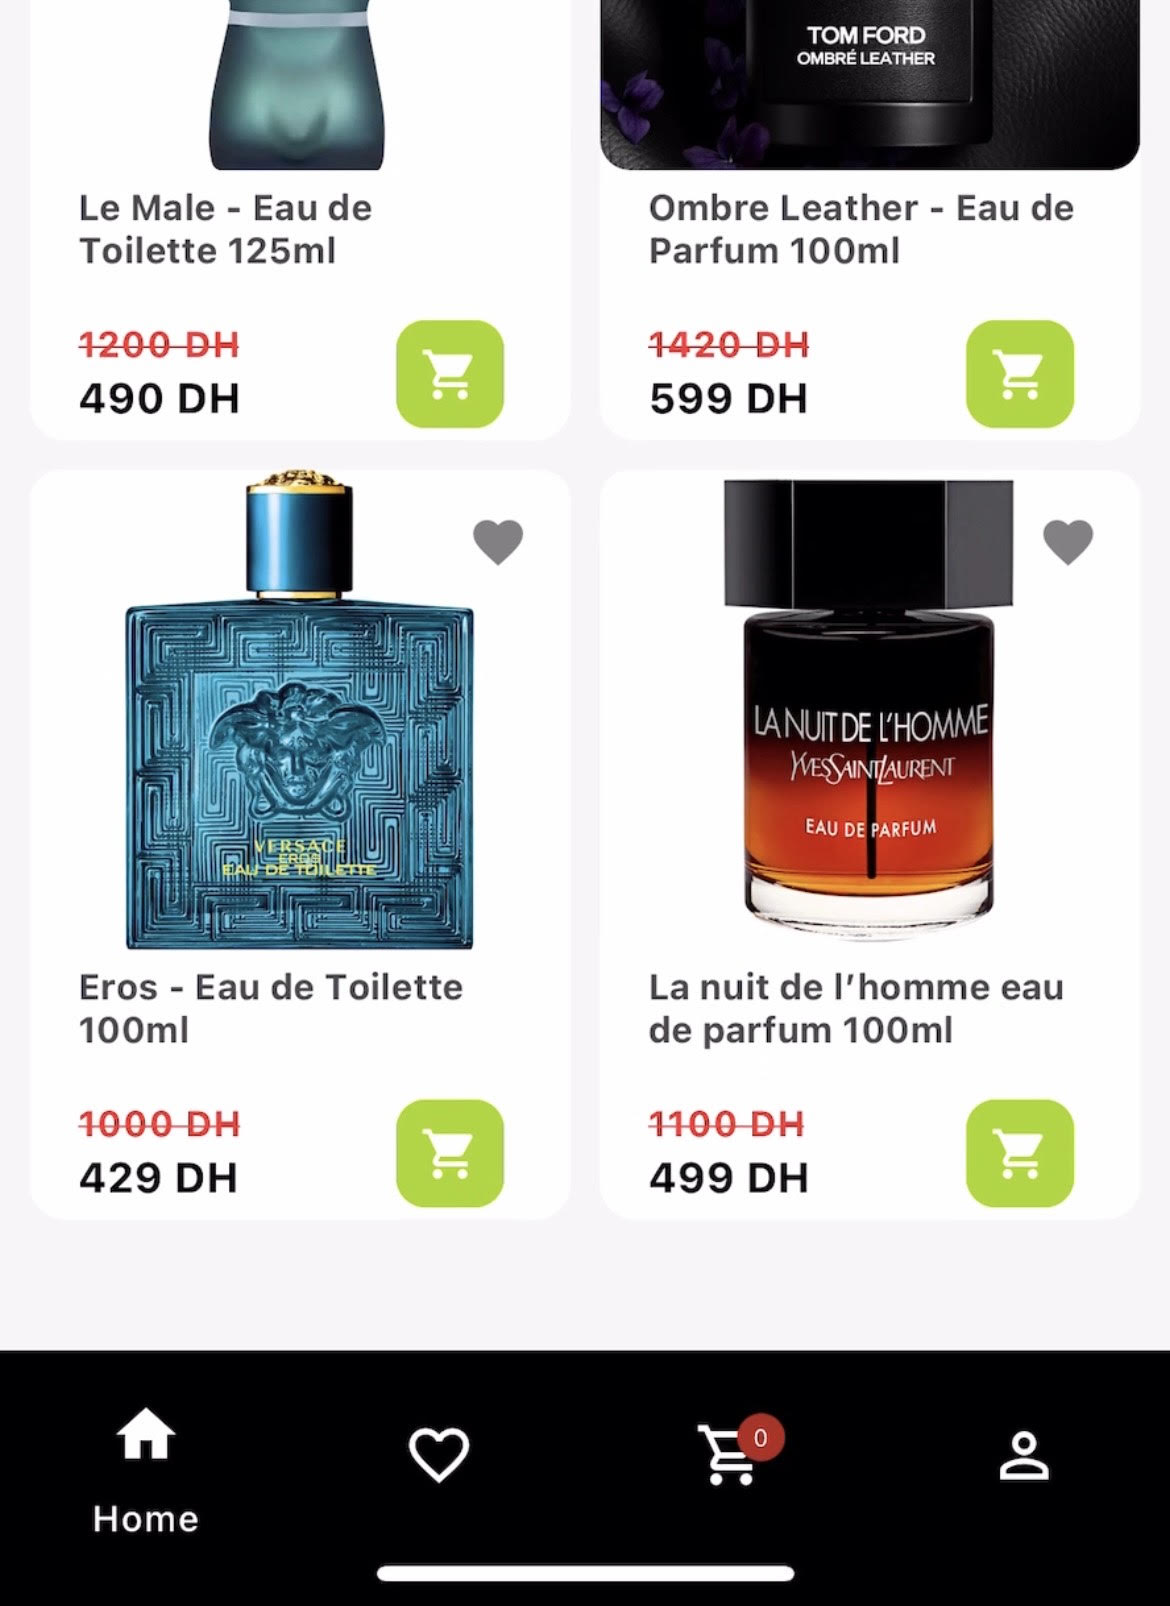 TOM FORD
OMBRÉ LEATHER
Le Male - Eau de
Toilette 125ml
1200 DH
490 DH
Ombre Leather - Eau de
Parfum 100ml
1420 DH
599 DH
VERSACE
EROS
EAU DE TOILETTE
Eros - Eau de Toilette
100ml
1000 DH
429 DH
LA NUIT DE L'HOMME
YVESSAINTLAURENT
EAU DE PARFUM
La nuit de l’homme eau
de parfum 100ml
1100 DH
499 DH
Home
0